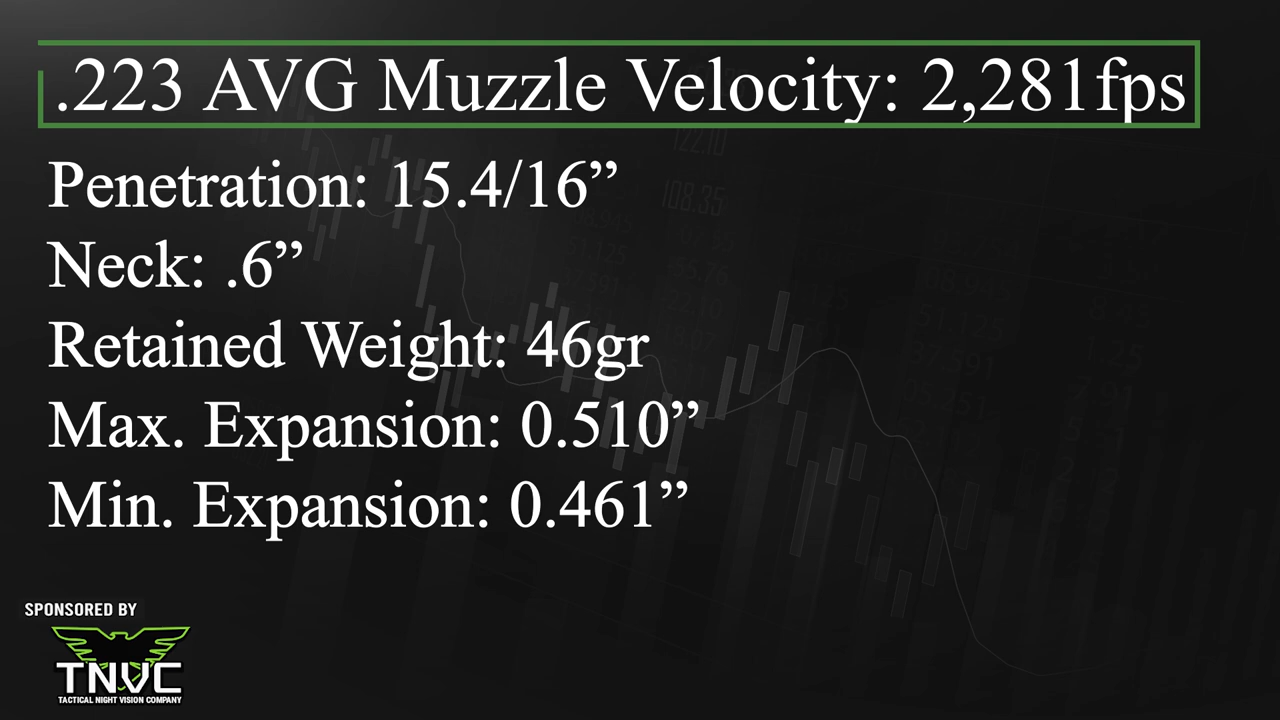 .223 AVG Muzzle Velocity: 2,281fps
Penetration: 15.4/16”
Neck: .6”
Retained Weight: 46gr
Max. Expansion: 0.510”
Min. Expansion: 0.461”
SPONSORED BY
TNVC
TACTICAL NIGHT VISION COMPANY